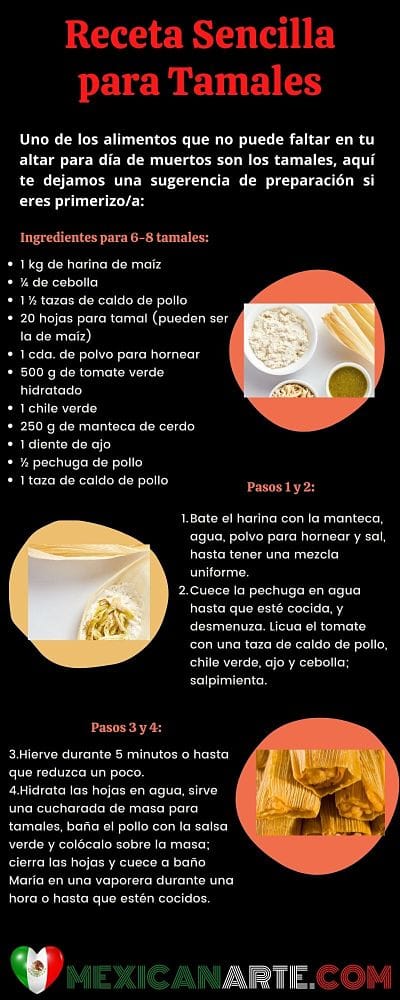 Receta Sencilla
para Tamales
Uno de los alimentos que no puede faltar en tu
altar para día de muertos son los tamales, aquí
te dejamos una sugerencia de preparación si
eres primerizo/a:
Ingredientes para 6-8 tamales:
• 1 kg de harina de maíz
• ¼ de cebolla
• 1 ½ tazas de caldo de pollo
• 20 hojas para tamal (pueden ser
la de maíz)
• 1 cda. de polvo para hornear
• 500 g de tomate verde
hidratado
• 1 chile verde
• 250 g de manteca de cerdo
• 1 diente de ajo
• ½ pechuga de pollo
• 1 taza de caldo de pollo
Pasos 1 y 2:
1.Bate el harina con la manteca,
agua, polvo para hornear y sal,
hasta tener una mezcla
uniforme.
2.Cuece la pechuga en agua
hasta que esté cocida, y
desmenuza. Licua el tomate
con una taza de caldo de pollo,
chile verde, ajo y cebolla;
salpimienta.
Pasos 3 y 4:
3.Hierve durante 5 minutos o hasta
que reduzca un poco.
4.Hidrata las hojas en agua, sirve
una cucharada de masa para
tamales, baña el pollo con la salsa
verde y colócalo sobre la masa;
cierra las hojas y cuece a baño
María en una vaporera durante una
hora o hasta que estén cocidos.
MEXICANARTE.COM